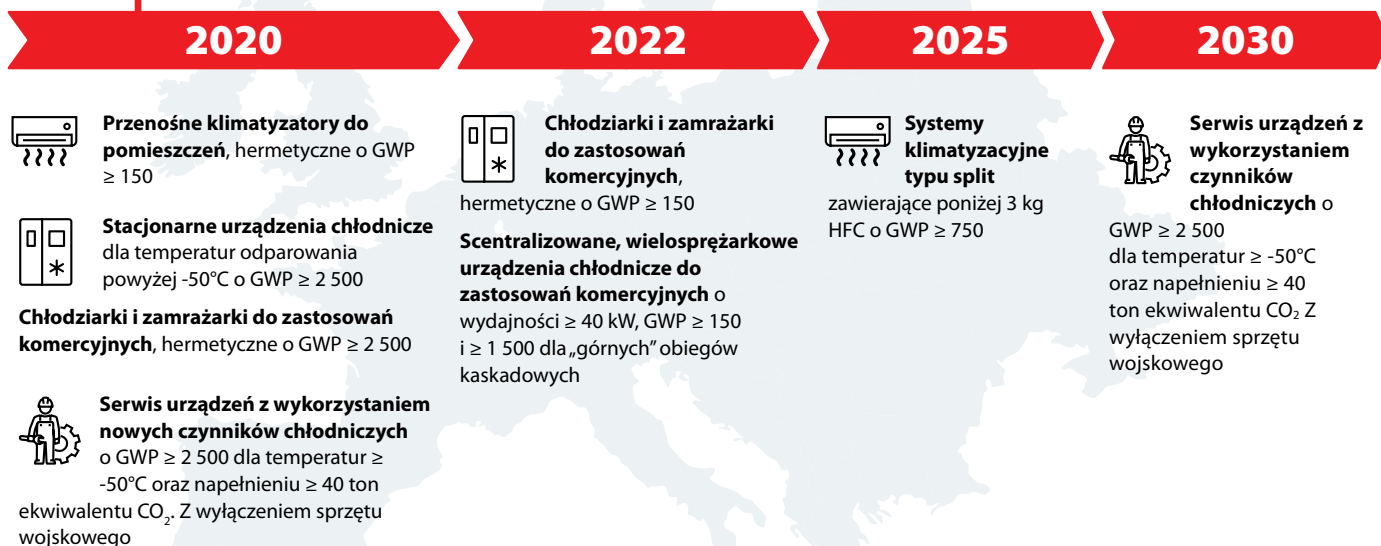 2020
2022
2025
2030
Przenośne klimatyzatory do
pomieszczeń, hermetyczne o GWP
≥ 150
Stacjonarne urządzenia chłodnicze
dla temperatur odparowania
powyżej -50°C o GWP ≥ 2 500
Chłodziarki i zamrażarki do zastosowań
komercyjnych, hermetyczne o GWP ≥ 2 500
Serwis urządzeń z wykorzystaniem
nowych czynników chłodniczych
o GWP ≥ 2 500 dla temperatur ≥
-50°C oraz napełnieniu ≥ 40 ton
ekwiwalentu CO₂. Z wyłączeniem sprzętu
wojskowego
Chłodziarki i zamrażarki
do zastosowań
komercyjnych,
hermetyczne o GWP ≥ 150
Scentralizowane, wielosprężarkowe
urządzenia chłodnicze do
zastosowań komercyjnych o
wydajności ≥ 40 kW, GWP ≥ 150
i ≥ 1 500 dla „górnych” obiegów
kaskadowych
Systemy
klimatyzacyjne
typu split
zawierające poniżej 3 kg
HFC o GWP ≥ 750
Serwis urządzeń z
wykorzystaniem
czynników
chłodniczych o
GWP ≥ 2 500
dla temperatur ≥ -50°C
oraz napełnieniu ≥ 40
ton ekwiwalentu CO₂ Z
wyłączeniem sprzętu
wojskowego